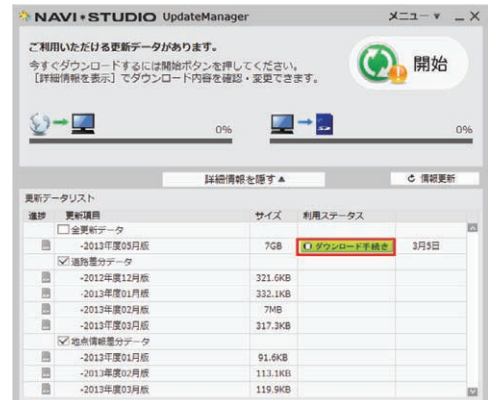 NAVI*STUDIO UpdateManager メニュー
ご利用いただける更新データがあります。
今すぐダウンロードするには開始ボタンを押してください。
[詳細情報を表示]でダウンロード内容を確認・変更できます。
開始
0% 0%
詳細情報を隠す▲ 情報更新
更新データリスト
進捗 更新項目 サイズ 利用ステータス
全更新データ
-2013年度05月版 7GB ダウンロード手続き 3月5日
道路差分データ
-2012年度12月版 321.6KB
-2013年度01月版 332.1KB
-2013年度02月版 7MB
-2013年度03月版 317.3KB
地点情報差分データ
-2013年度01月版 91.6KB
-2013年度02月版 113.1KB
-2013年度03月版 119.9KB